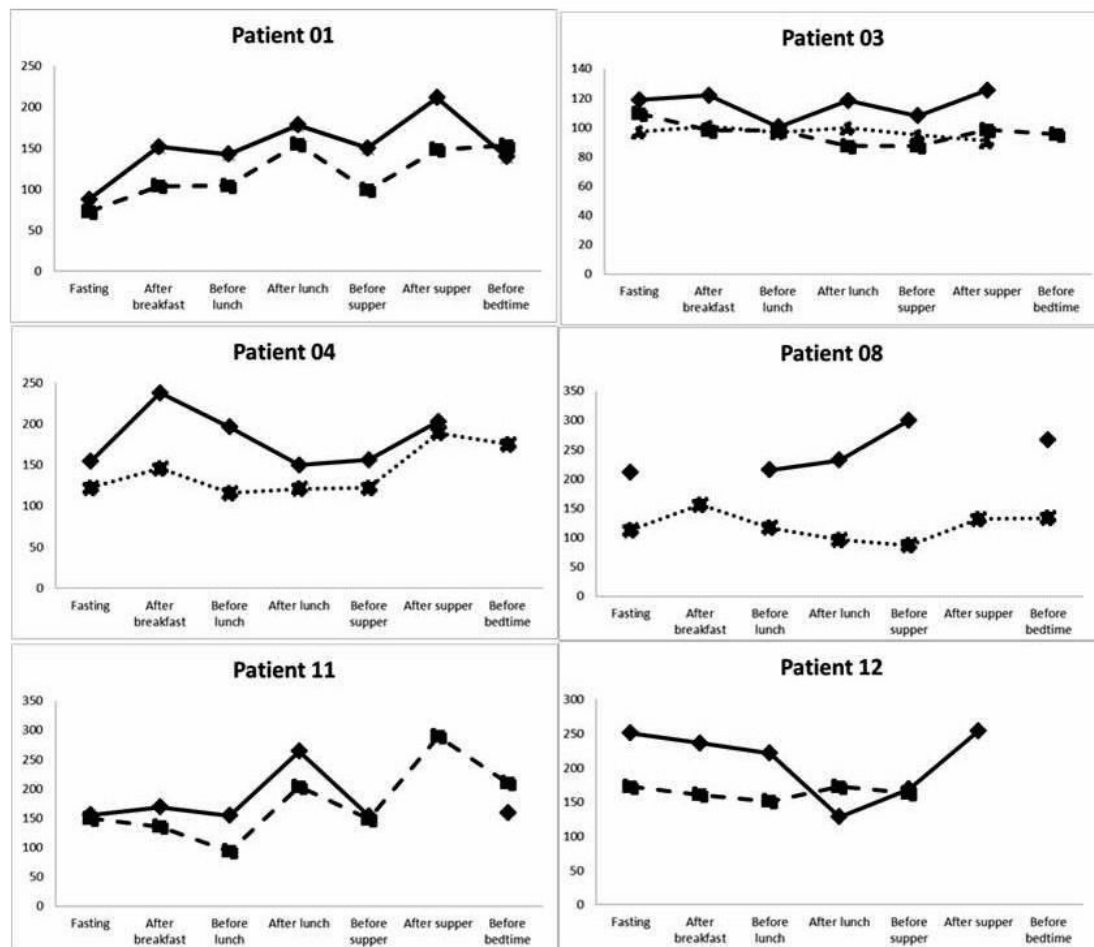 Patient 01
250
200
150
100
50
0
Fasting After Before After lunch Before After supper Before
breakfast lunch supper bedtime
Patient 03
140
120
100
80
60
40
20
0
Fasting After Before After lunch Before After supper Before
breakfast lunch supper bedtime
Patient 04
250
200
150
100
50
0
Fasting After Before After lunch Before After supper Before
breakfast lunch supper bedtime
Patient 08
350
300
250
200
150
100
50
0
Fasting After Before After lunch Before After supper Before
breakfast lunch supper bedtime
Patient 11
350
300
250
200
150
100
50
0
Fasting After Before After lunch Before After supper Before
breakfast lunch supper bedtime
Patient 12
300
250
200
150
100
50
0
Fasting After Before After lunch Before After supper Before
breakfast lunch supper bedtime